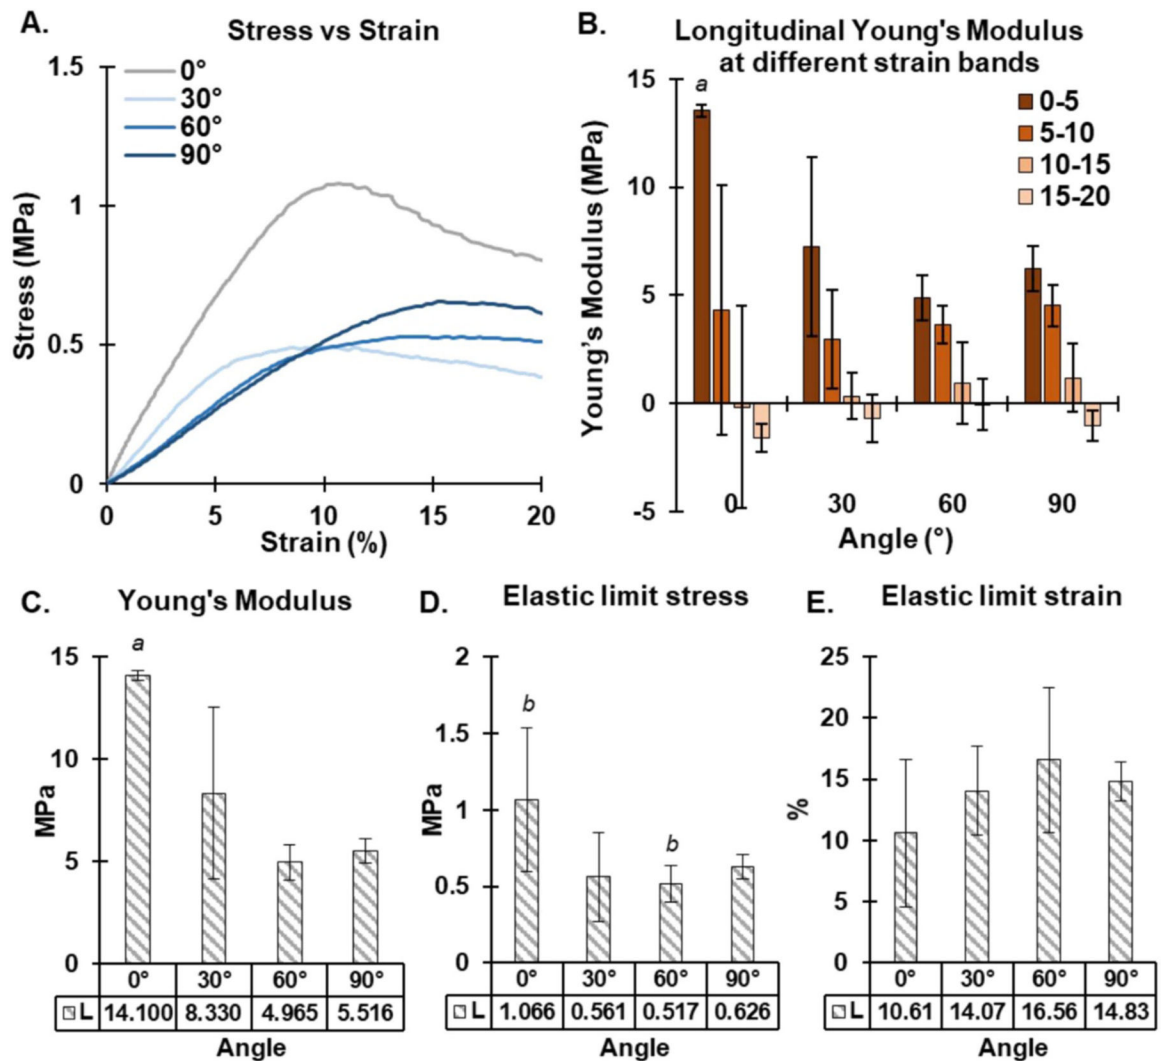 A.
Stress vs Strain
1.5
1
0.5
0
0°
30°
60°
90°
Stress (MPa)
0 5 10 15 20
Strain (%)
B.
Longitudinal Young's Modulus
at different strain bands
15
10
5
0
-5
a
0-5
5-10
10-15
15-20
Young's Modulus (MPa)
0 30 60 90
Angle (°)
C.
Young's Modulus
a
15
10
5
0
MPa
0° 30° 60° 90°
L 14.100 8.330 4.965 5.516
Angle
D.
Elastic limit stress
2
1.5
1
0.5
0
b
b
MPa
0° 30° 60° 90°
L 1.066 0.561 0.517 0.626
Angle
E.
Elastic limit strain
25
20
15
10
5
0
%
0° 30° 60° 90°
L 10.61 14.07 16.56 14.83
Angle